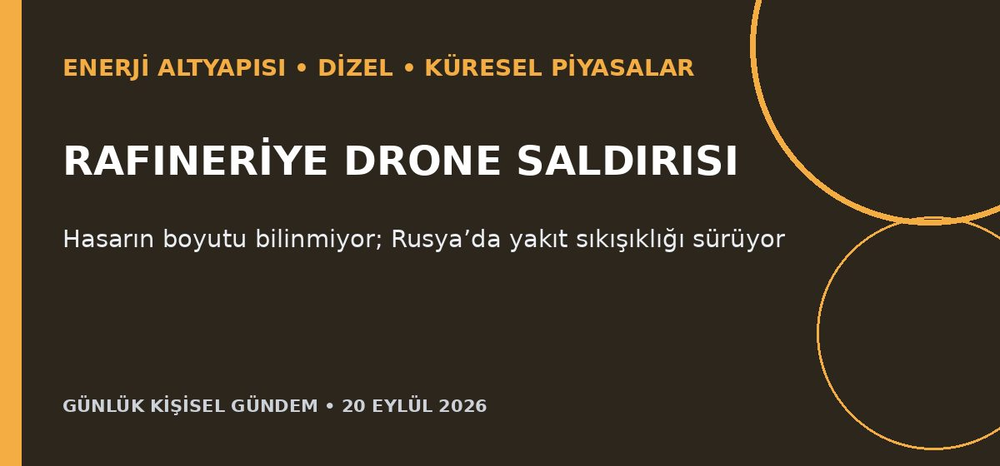 ENERJİ ALTYAPISI • DİZEL • KÜRESEL PİYASALAR
RAFINERİYE DRONE SALDIRISI
Hasarın boyutu bilinmiyor; Rusya’da yakıt sıkışıklığı sürüyor
GÜNLÜK KİŞİSEL GÜNDEM • 20 EYLÜL 2026